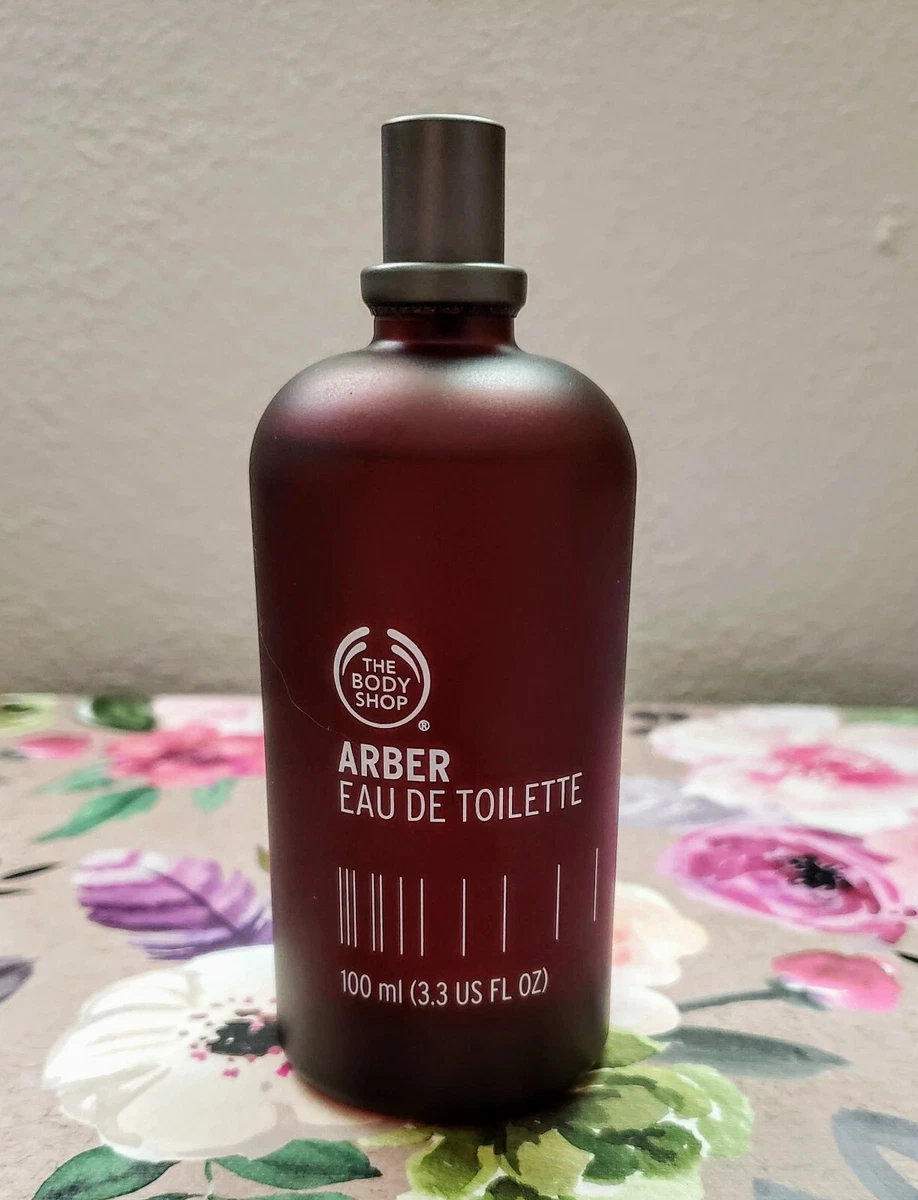 THE
BODY
SHOP
®
ARBER
EAU DE TOILETTE
100 ml (3.3 US FL OZ)